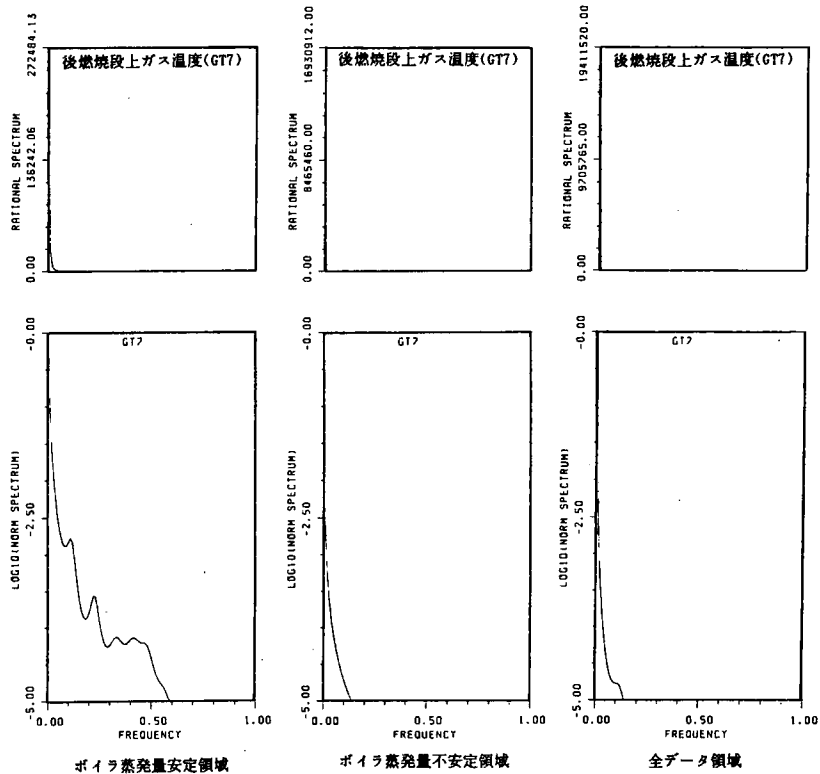 後燃焼段上ガス温度(GT7)
RATIONAL SPECTRUM
272484.13
136242.06
0.00
後燃焼段上ガス温度(GT7)
RATIONAL SPECTRUM
16930912.00
8465460.00
0.00
後燃焼段上ガス温度(GT7)
RATIONAL SPECTRUM
19411520.00
9705765.00
0.00
GT7
LOG10(NORM SPECTRUM)
-0.00
-2.50
-5.00
0.00
0.50
1.00
FREQUENCY
ボイラ蒸発量安定領域
GT7
LOG10(NORM SPECTRUM)
-0.00
-2.50
-5.00
0.00
0.50
1.00
FREQUENCY
ボイラ蒸発量不安定領域
GT7
LOG10(NORM SPECTRUM)
-0.00
-2.50
-5.00
0.00
0.50
1.00
FREQUENCY
全データ領域